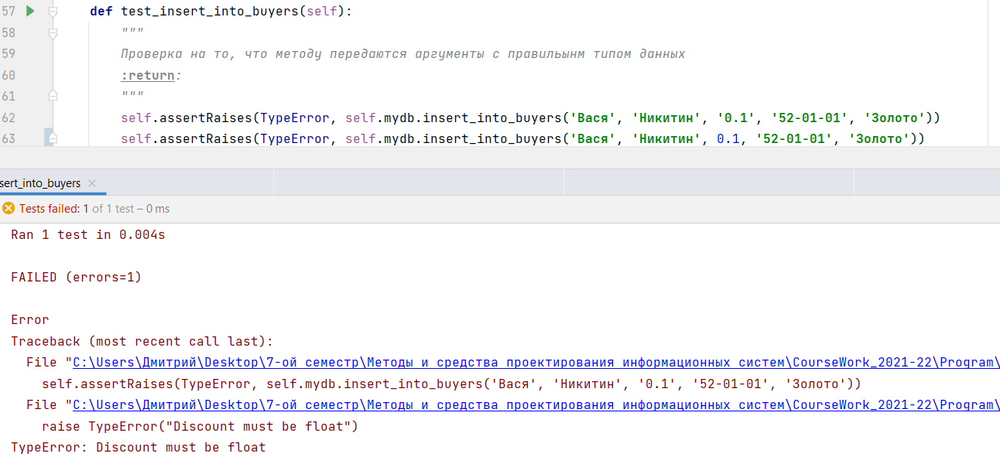 57 def test_insert_into_buyers(self):
58 """
59 Проверка на то, что методу передаются аргументы с правильынм типом данных
60 :return:
61 """
62 self.assertRaises(TypeError, self.mydb.insert_into_buyers('Вася', 'Никитин', '0.1', '52-01-01', 'Золото'))
63 self.assertRaises(TypeError, self.mydb.insert_into_buyers('Вася', 'Никитин', 0.1, '52-01-01', 'Золото'))
sert_into_buyers ×
Tests failed: 1 of 1 test – 0 ms
Ran 1 test in 0.004s
FAILED (errors=1)
Error
Traceback (most recent call last):
File "C:\Users\Дмитрий\Desktop\7-ой семестр\Методы и средства проектирования информационных систем\CourseWork_2021-22\Program\
self.assertRaises(TypeError, self.mydb.insert_into_buyers('Вася', 'Никитин', '0.1', '52-01-01', 'Золото'))
File "C:\Users\Дмитрий\Desktop\7-ой семестр\Методы и средства проектирования информационных систем\CourseWork_2021-22\Program\
raise TypeError("Discount must be float")
TypeError: Discount must be float